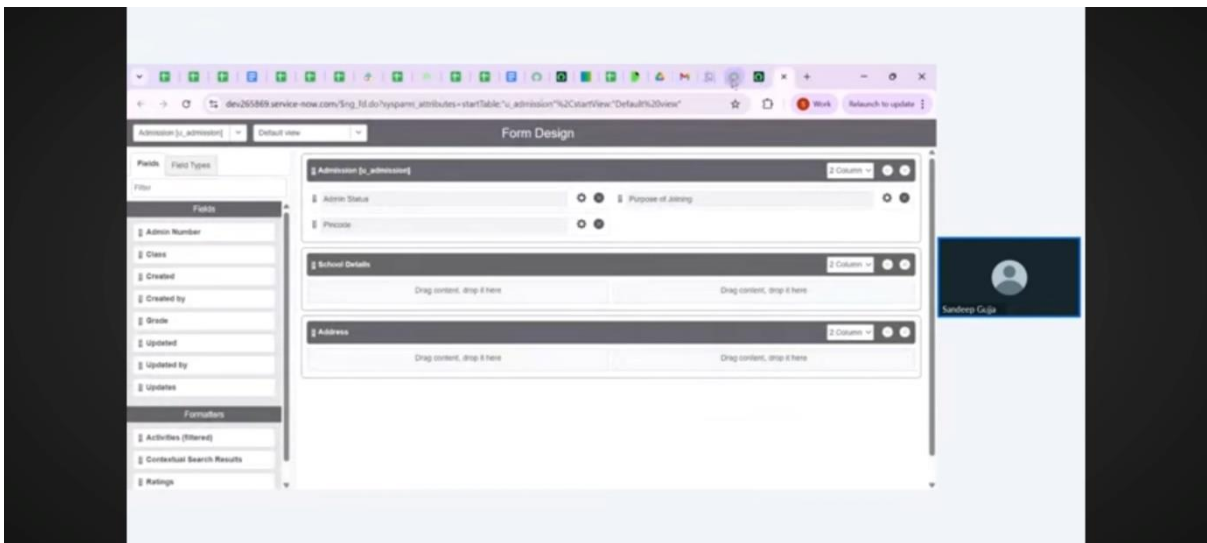 dev265869.service-now.com/$ng_fd.do?sysparm_attributes=startTable:"u_admission"%2CstartView:"Default%20view"
Work
Relaunch to update
Admission [u_admission]
Default view
Form Design
Fields
Field Types
Filter
Fields
Admin Number
Class
Created
Created by
Grade
Updated
Updated by
Updates
Formatters
Activities (filtered)
Contextual Search Results
Ratings
Admission [u_admission]
2 Column
Admin Status
Purpose of Joining
Pincode
School Details
2 Column
Drag content, drop it here
Drag content, drop it here
Address
2 Column
Drag content, drop it here
Drag content, drop it here
Sandeep Gujja